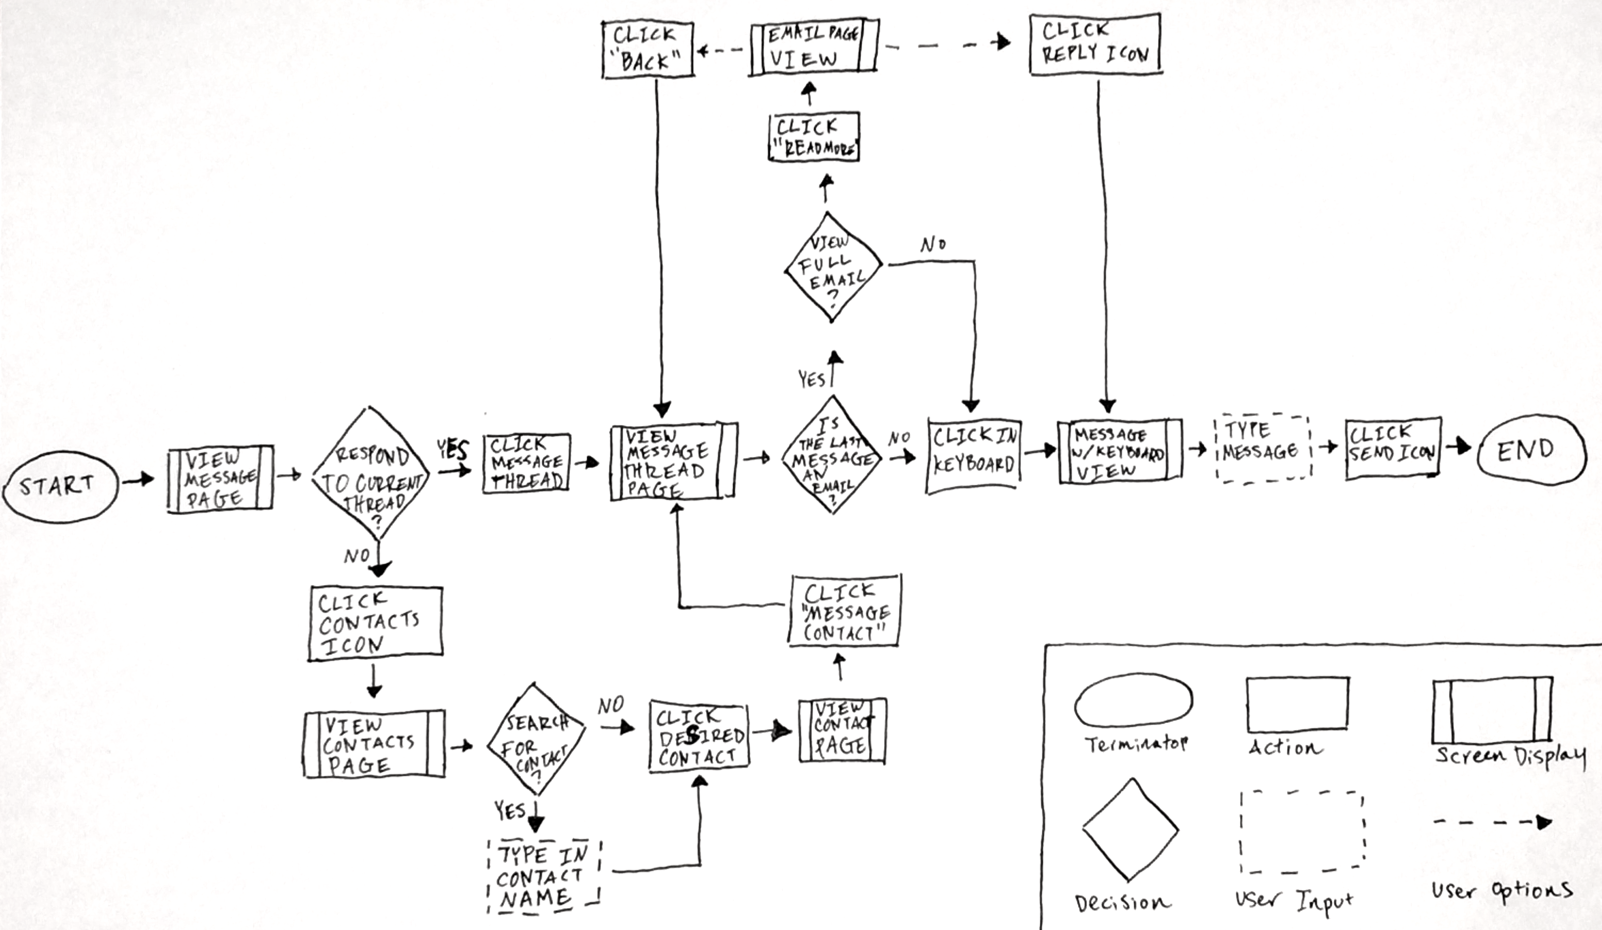 CLICK
"BACK"
EMAIL PAGE
VIEW
CLICK
REPLY ICON
CLICK
"READ MORE"
VIEW
FULL
EMAIL
?
NO
YES
START
VIEW
MESSAGE
PAGE
RESPOND
TO CURRENT
THREAD
?
YES
CLICK
MESSAGE
THREAD
VIEW
MESSAGE
THREAD
PAGE
IS
THE LAST
MESSAGE
AN
EMAIL
?
NO
CLICK IN
KEYBOARD
MESSAGE
W/KEYBOARD
VIEW
TYPE
MESSAGE
CLICK
SEND ICON
END
NO
CLICK
CONTACTS
ICON
CLICK
"MESSAGE
CONTACT"
VIEW
CONTACTS
PAGE
SEARCH
FOR
CONTACT
?
NO
CLICK
DESIRED
CONTACT
VIEW
CONTACT
PAGE
YES
TYPE IN
CONTACT
NAME
Terminator
Action
Screen Display
Decision
User Input
User Options